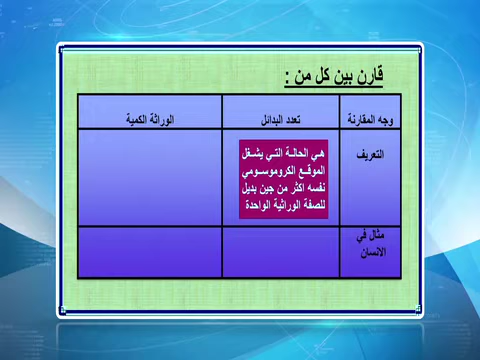 قارن بين كل من :
وجه المقارنة
تعدد البدائل
الوراثة الكمية
التعريف
هي الحالة التي يشغل
الموقع الكروموسومي
نفسه اكثر من جين بديل
للصفة الوراثية الواحدة
مثال في
الانسان